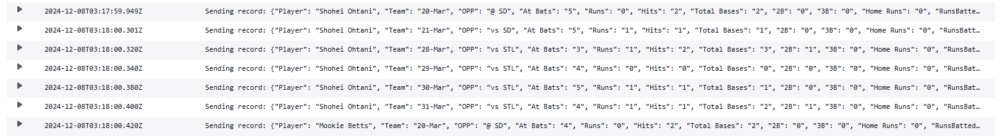 2024-12-08T03:17:59.949Z Sending record: {"Player": "Shohei Ohtani", "Team": "20-Mar", "OPP": "@ SD", "At Bats": "5", "Runs": "0", "Hits": "2", "Total Bases": "2", "2B": "0", "3B": "0", "Home Runs": "0", "RunsBatte…
2024-12-08T03:18:00.301Z Sending record: {"Player": "Shohei Ohtani", "Team": "21-Mar", "OPP": "vs SD", "At Bats": "5", "Runs": "1", "Hits": "1", "Total Bases": "1", "2B": "0", "3B": "0", "Home Runs": "0", "RunsBatt…
2024-12-08T03:18:00.320Z Sending record: {"Player": "Shohei Ohtani", "Team": "28-Mar", "OPP": "vs STL", "At Bats": "3", "Runs": "1", "Hits": "2", "Total Bases": "3", "2B": "1", "3B": "0", "Home Runs": "0", "RunsBat…
2024-12-08T03:18:00.340Z Sending record: {"Player": "Shohei Ohtani", "Team": "29-Mar", "OPP": "vs STL", "At Bats": "4", "Runs": "0", "Hits": "0", "Total Bases": "0", "2B": "0", "3B": "0", "Home Runs": "0", "RunsBat…
2024-12-08T03:18:00.380Z Sending record: {"Player": "Shohei Ohtani", "Team": "30-Mar", "OPP": "vs STL", "At Bats": "5", "Runs": "1", "Hits": "1", "Total Bases": "1", "2B": "0", "3B": "0", "Home Runs": "0", "RunsBat…
2024-12-08T03:18:00.400Z Sending record: {"Player": "Shohei Ohtani", "Team": "31-Mar", "OPP": "vs STL", "At Bats": "4", "Runs": "1", "Hits": "1", "Total Bases": "2", "2B": "1", "3B": "0", "Home Runs": "0", "RunsBat…
2024-12-08T03:18:00.420Z Sending record: {"Player": "Mookie Betts", "Team": "20-Mar", "OPP": "@ SD", "At Bats": "4", "Runs": "0", "Hits": "2", "Total Bases": "2", "2B": "0", "3B": "0", "Home Runs": "0", "RunsBatted…